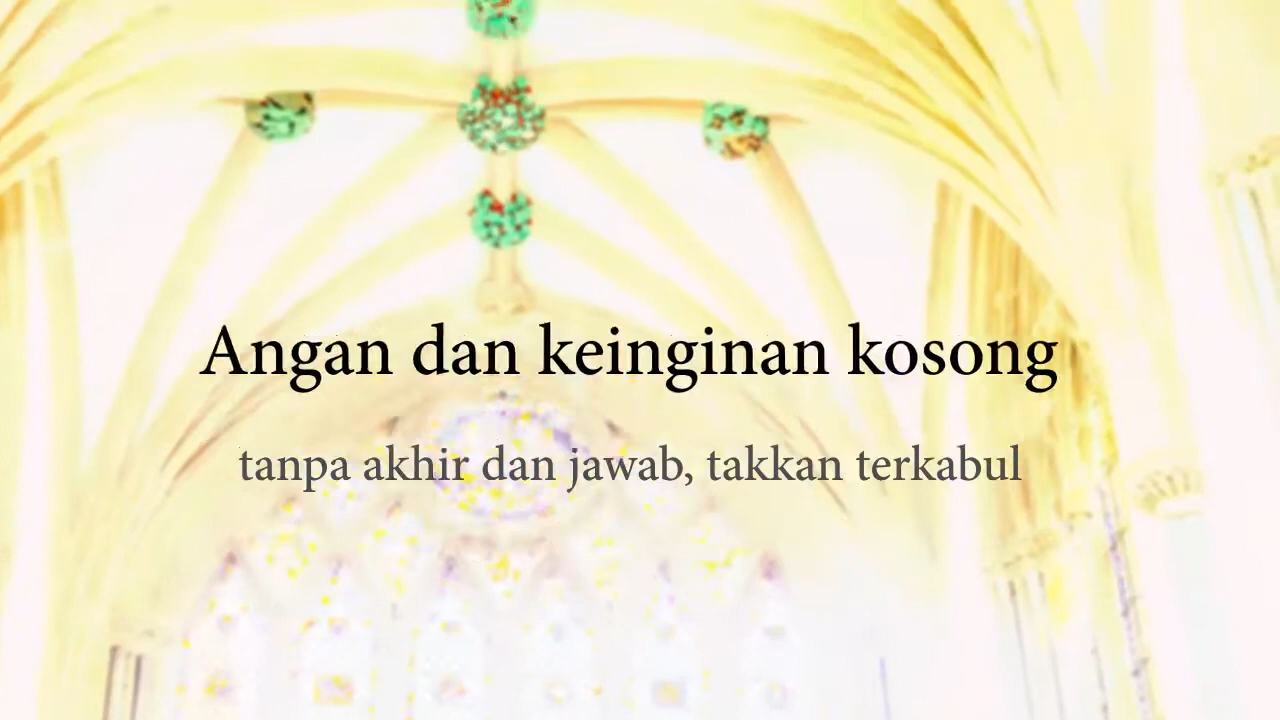 Angan dan keinginan kosong
tanpa akhir dan jawab, takkan terkabul